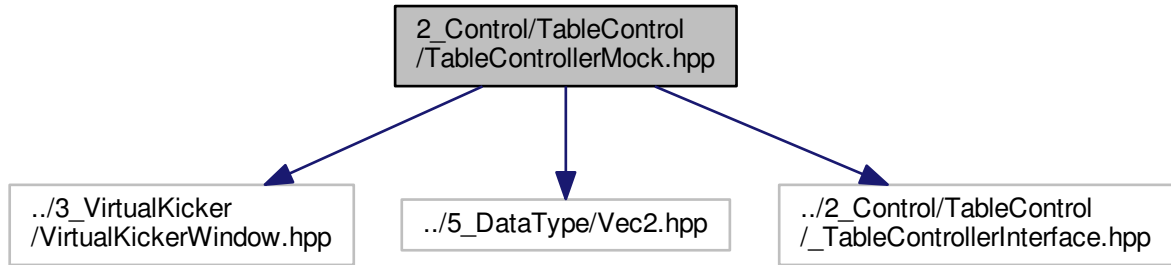 2_Control/TableControl
/TableControllerMock.hpp
../3_VirtualKicker
/VirtualKickerWindow.hpp
../5_DataType/Vec2.hpp
../2_Control/TableControl
/_TableControllerInterface.hpp